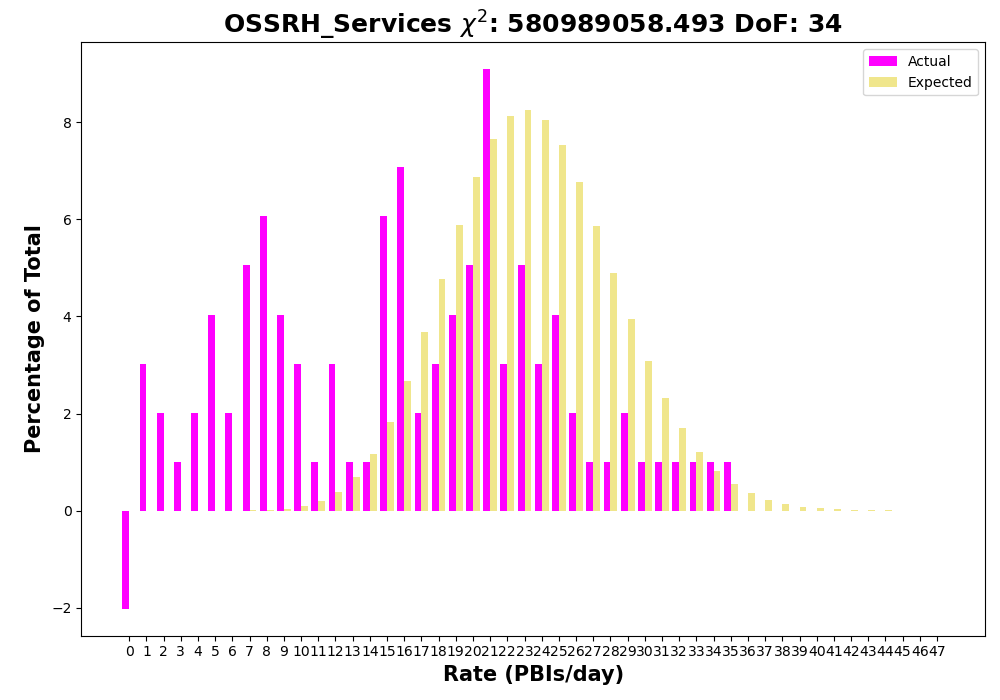 OSSRH_Services χ²: 580989058.493 DoF: 34
Actual
Expected
Percentage of Total
8
6
4
2
0
−2
0 1 2 3 4 5 6 7 8 9 10 11 12 13 14 15 16 17 18 19 20 21 22 23 24 25 26 27 28 29 30 31 32 33 34 35 36 37 38 39 40 41 42 43 44 45 46 47
Rate (PBIs/day)